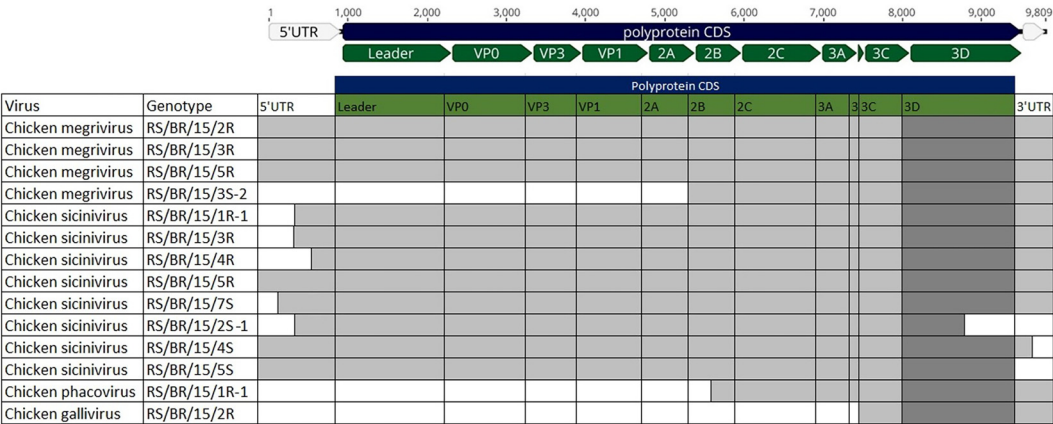 1 1,000 2,000 3,000 4,000 5,000 6,000 7,000 8,000 9,000 9,809
5'UTR polyprotein CDS
Leader VP0 VP3 VP1 2A 2B 2C 3A 3C 3D
Polyprotein CDS
Virus Genotype 5'UTR Leader VP0 VP3 VP1 2A 2B 2C 3A 3 3C 3D 3'UTR
Chicken megrivirus RS/BR/15/2R
Chicken megrivirus RS/BR/15/3R
Chicken megrivirus RS/BR/15/5R
Chicken megrivirus RS/BR/15/3S-2
Chicken sicinivirus RS/BR/15/1R-1
Chicken sicinivirus RS/BR/15/3R
Chicken sicinivirus RS/BR/15/4R
Chicken sicinivirus RS/BR/15/5R
Chicken sicinivirus RS/BR/15/7S
Chicken sicinivirus RS/BR/15/2S-1
Chicken sicinivirus RS/BR/15/4S
Chicken sicinivirus RS/BR/15/5S
Chicken phacovirus RS/BR/15/1R-1
Chicken gallivirus RS/BR/15/2R